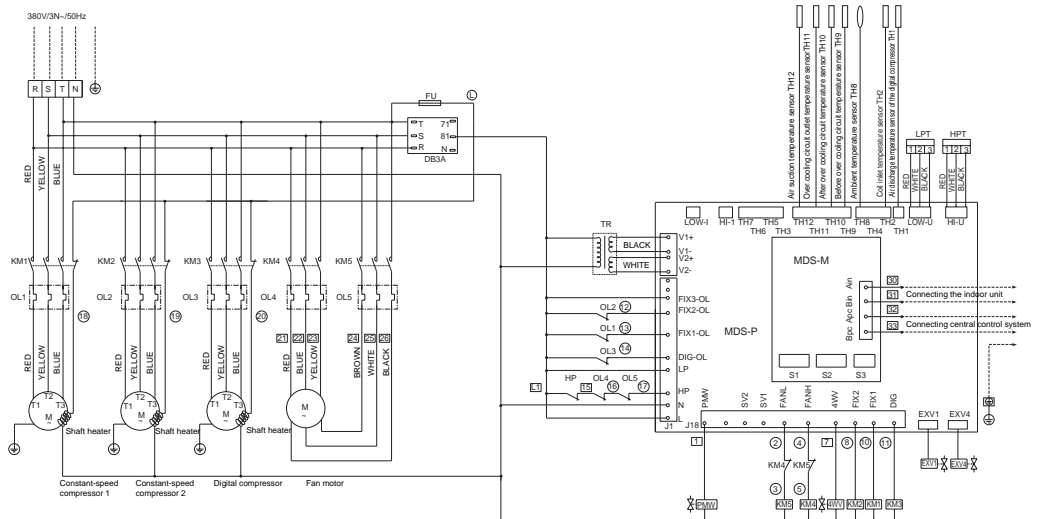 380V/3N~/50Hz
R S T N
FU
L
T 71
S 81
R N
DB3A
RED
YELLOW
BLUE
KM1
KM2
KM3
KM4
KM5
OL1
OL2
OL3
OL4
OL5
18
19
20
21
22
23
24
25
26
RED
YELLOW
BLUE
RED
YELLOW
BLUE
RED
YELLOW
BLUE
RED
BLUE
YELLOW
BROWN
WHITE
BLACK
T1 T2 T3
M
~
T1 T2 T3
M
~
T1 T2 T3
M
~
M
~
Shaft heater
Shaft heater
Shaft heater
Constant-speed
compressor 1
Constant-speed
compressor 2
Digital compressor
Fan motor
Air suction temperature sensor TH12
Over cooling circuit outlet temperature sensor TH11
After over cooling circuit temperature sensor TH10
Before over cooling circuit temperature sensor TH9
Ambient temperature sensor TH8
Coil inlet temperature sensor TH2
Air discharge temperature sensor of the digital compressor TH1
LPT
1 2 3
RED
WHITE
BLACK
HPT
1 2 3
RED
WHITE
BLACK
LOW-I
HI-1
TH7
TH6
TH5
TH3
TH12
TH11
TH10
TH9
TH8
TH4
TH2
TH1
LOW-U
HI-U
TR
BLACK
WHITE
V1+
V1-
V2+
V2-
MDS-M
MDS-P
Ain
Bin
Apc
Bpc
30
31
32
33
Connecting the indoor unit
Connecting central control system
S1
S2
S3
FIX3-OL
FIX2-OL
FIX1-OL
DIG-OL
LP
HP
N
L
J1
J18
OL2 12
OL1 13
OL3 14
L1
HP
15
OL4
16
OL5
17
PMW
SV2
SV1
FANL
FANH
4WV
FIX2
FIX1
DIG
EXV1
EXV4
1
2
4
7
8
10
11
KM4
KM5
3
5
PMW
KM5
KM4
4WV
KM2
KM1
KM3
EXV1
EXV4